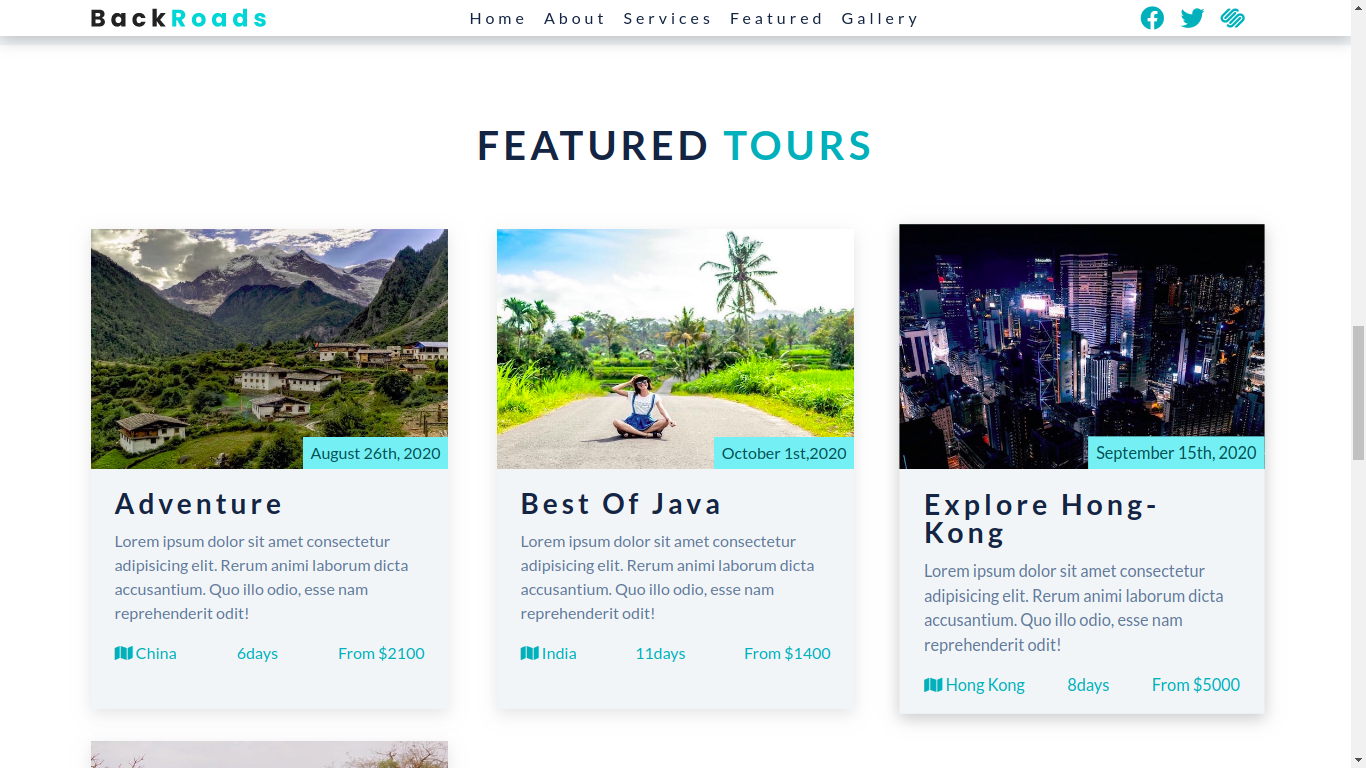 BackRoads
Home About Services Featured Gallery
FEATURED TOURS
August 26th, 2020
Adventure
Lorem ipsum dolor sit amet consectetur
adipisicing elit. Rerum animi laborum dicta
accusantium. Quo illo odio, esse nam
reprehenderit odit!
China 6days From $2100
October 1st,2020
Best Of Java
Lorem ipsum dolor sit amet consectetur
adipisicing elit. Rerum animi laborum dicta
accusantium. Quo illo odio, esse nam
reprehenderit odit!
India 11days From $1400
September 15th, 2020
Explore Hong-
Kong
Lorem ipsum dolor sit amet consectetur
adipisicing elit. Rerum animi laborum dicta
accusantium. Quo illo odio, esse nam
reprehenderit odit!
Hong Kong 8days From $5000